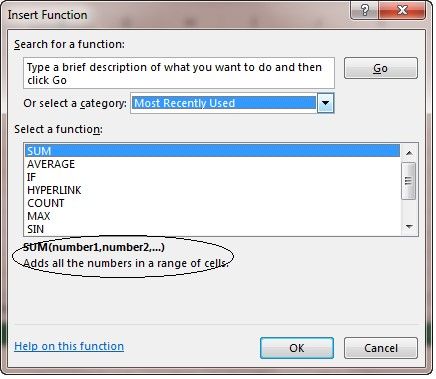 Insert Function
Search for a function:
Type a brief description of what you want to do and then
click Go
Go
Or select a category: Most Recently Used
Select a function:
SUM
AVERAGE
IF
HYPERLINK
COUNT
MAX
SIN
SUM(number1,number2,...)
Adds all the numbers in a range of cells.
Help on this function
OK
Cancel